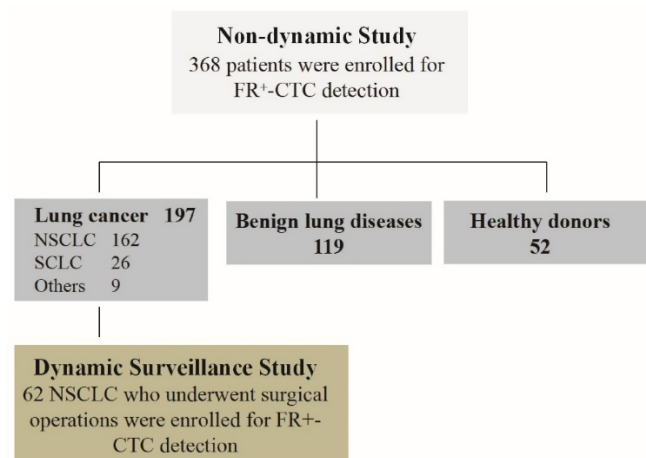 Non-dynamic Study
368 patients were enrolled for
FR⁺-CTC detection
Lung cancer 197
NSCLC 162
SCLC 26
Others 9
Benign lung diseases
119
Healthy donors
52
Dynamic Surveillance Study
62 NSCLC who underwent surgical
operations were enrolled for FR+-
CTC detection